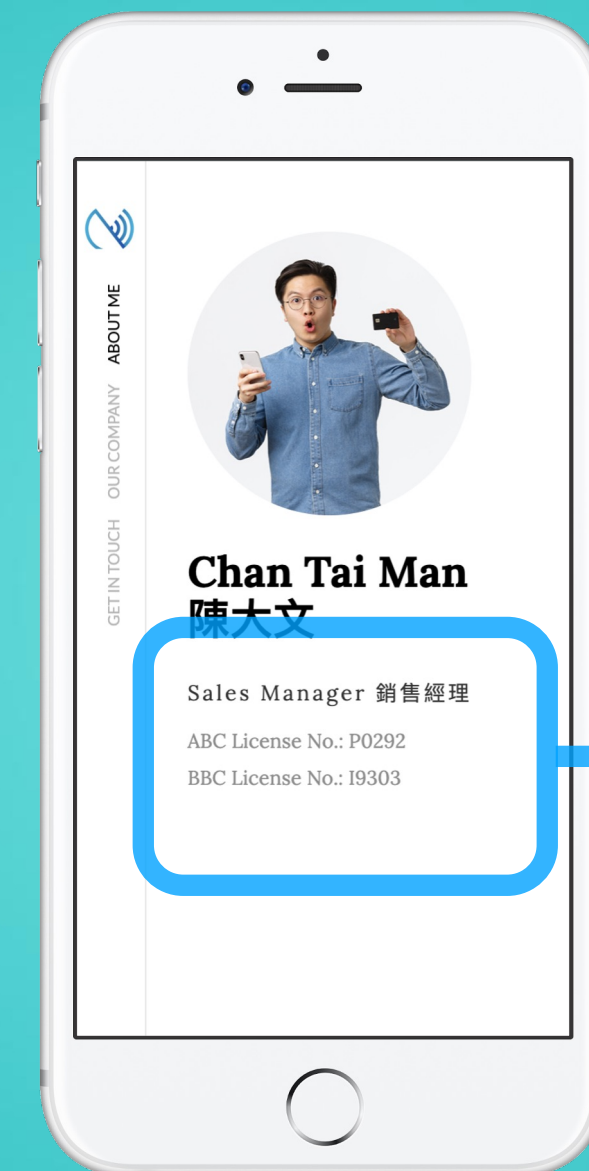 ABOUT ME
OUR COMPANY
GET IN TOUCH
Chan Tai Man
陳大文
Sales Manager 銷售經理
ABC License No.: P0292
BBC License No.: I9303